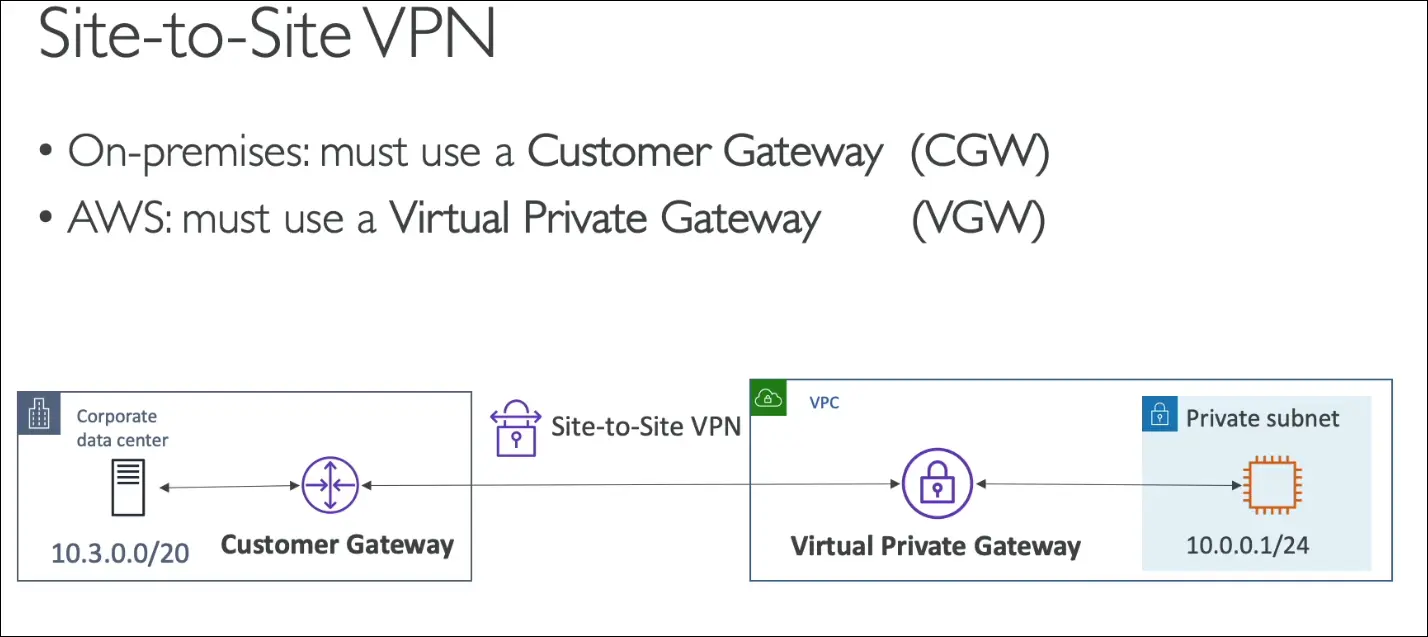 Site-to-Site VPN
• On-premises: must use a Customer Gateway (CGW)
• AWS: must use a Virtual Private Gateway (VGW)
Corporate
data center
10.3.0.0/20
Customer Gateway
Site-to-Site VPN
VPC
Virtual Private Gateway
Private subnet
10.0.0.1/24